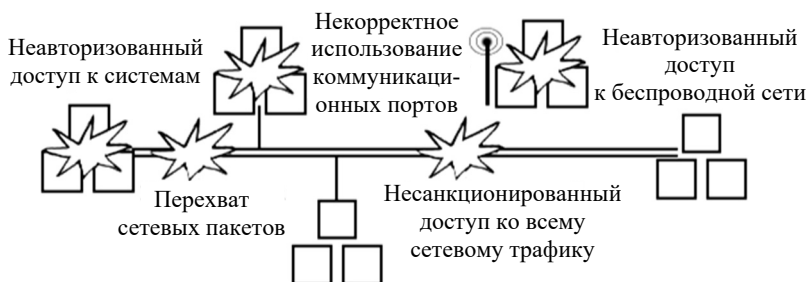 Неавторизованный
доступ к системам
Некорректное
использование
коммуникаци-
онных портов
Неавторизованный
доступ
к беспроводной сети
Перехват
сетевых пакетов
Несанкционированный
доступ ко всему
сетевому трафику